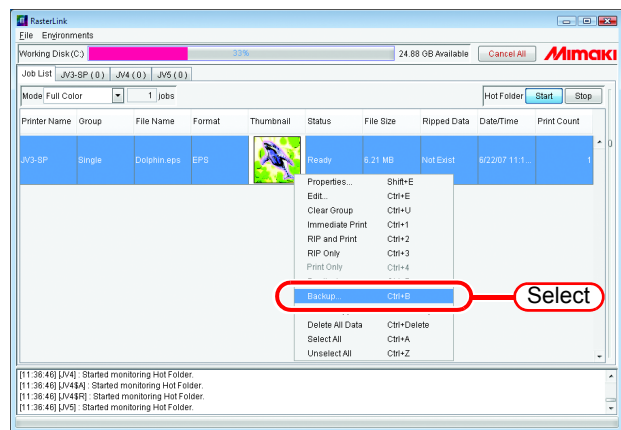 RasterLink
File Environments
Working Disk (C:) 33% 24.88 GB Available Cancel All Mimaki
Job List JV3-SP ( 0 ) JV4 ( 0 ) JV5 ( 0 )
Mode Full Color 1 jobs Hot Folder Start Stop
Printer Name Group File Name Format Thumbnail Status File Size Ripped Data Date/Time Print Count
JV3-SP Single Dolphin.eps EPS Ready 6.21 MB Not Exist 6/22/07 11:1... 1
Properties... Shift+E
Edit... Ctrl+E
Clear Group Ctrl+U
Immediate Print Ctrl+1
RIP and Print Ctrl+2
RIP Only Ctrl+3
Print Only Ctrl+4
Backup... Ctrl+B
Select
Delete All Data Ctrl+Delete
Select All Ctrl+A
Unselect All Ctrl+Z
[11:36:46] [JV4] : Started monitoring Hot Folder.
[11:36:46] [JV4$A] : Started monitoring Hot Folder.
[11:36:46] [JV4$R] : Started monitoring Hot Folder.
[11:36:46] [JV5] : Started monitoring Hot Folder.